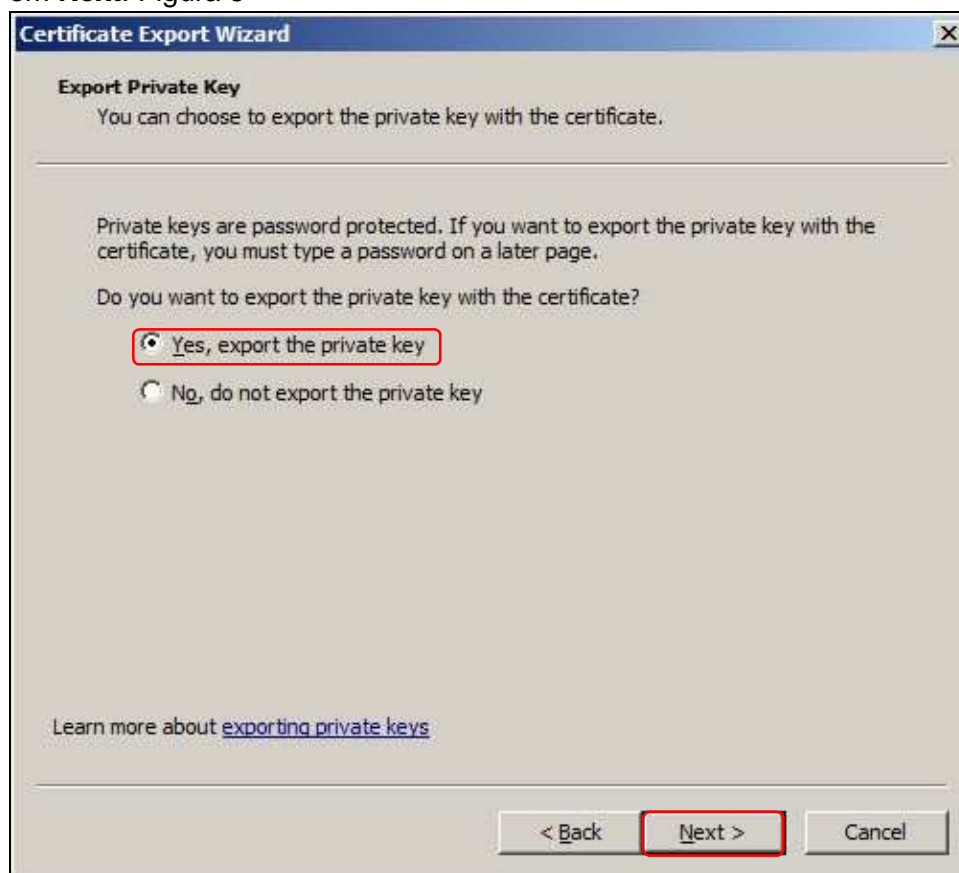 Certificate Export Wizard
Export Private Key
You can choose to export the private key with the certificate.
Private keys are password protected. If you want to export the private key with the
certificate, you must type a password on a later page.
Do you want to export the private key with the certificate?
Yes, export the private key
No, do not export the private key
Learn more about exporting private keys
< Back Next > Cancel